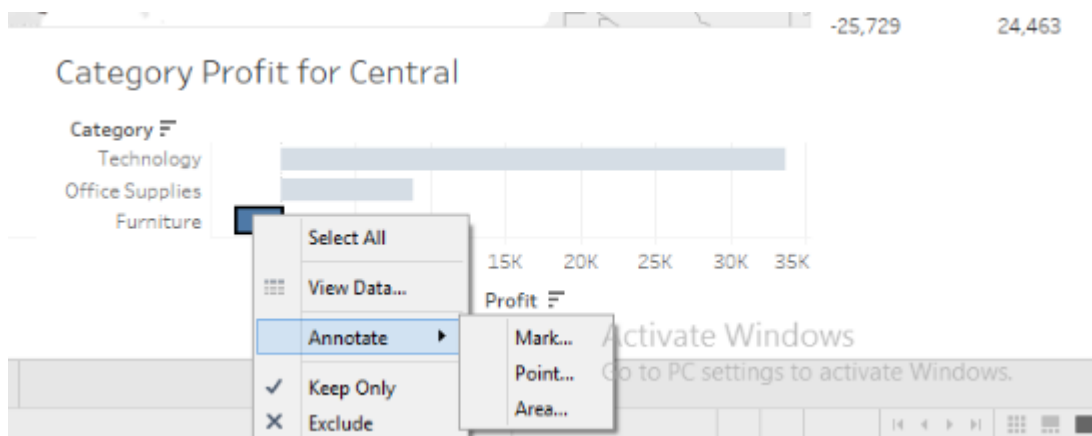 -25,729 24,463
Category Profit for Central
Category
Technology
Office Supplies
Furniture
Select All
15K 20K 25K 30K 35K
View Data...
Profit
Annotate
Mark...
Activate Windows
Point...
Go to PC settings to activate Windows.
Keep Only
Area...
Exclude